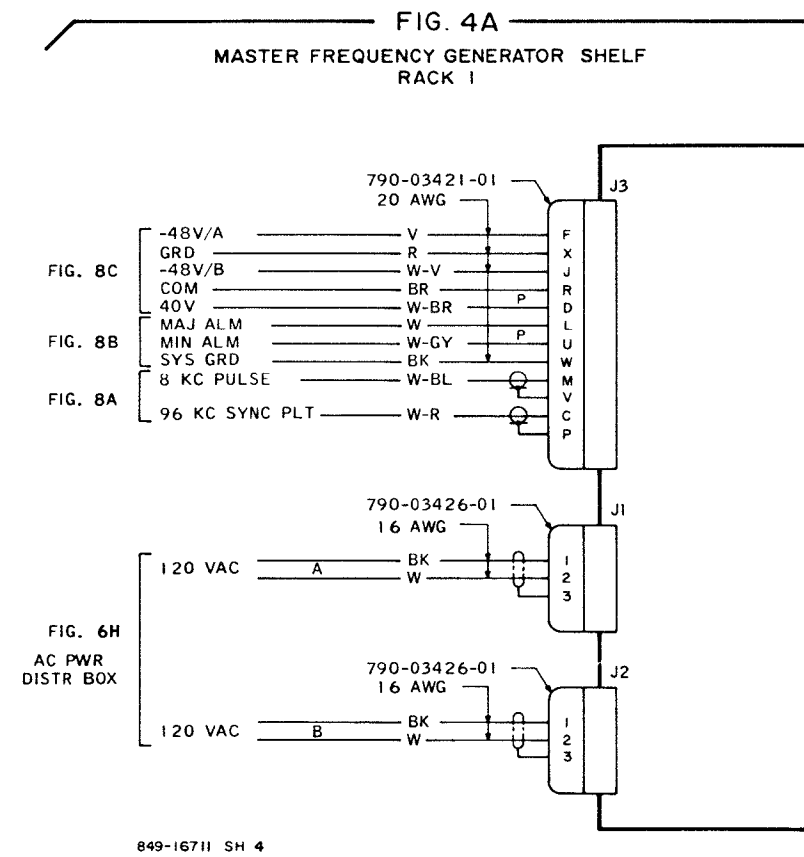 FIG. 4A
MASTER FREQUENCY GENERATOR SHELF
RACK 1
790-03421-01
J3
20 AWG
-48V/A V F
GRD R X
FIG. 8C
-48V/B W-V J
COM BR R
40V W-BR P D
MAJ ALM W L
FIG. 8B
MIN ALM W-GY P U
SYS GRD BK W
8 KC PULSE W-BL M
FIG. 8A
V
96 KC SYNC PLT W-R C
P
790-03426-01
J1
16 AWG
BK 1
120 VAC A
W 2
3
FIG. 6H
AC PWR
DISTR BOX
790-03426-01
J2
16 AWG
BK 1
120 VAC B
W 2
3
849-16711 SH 4